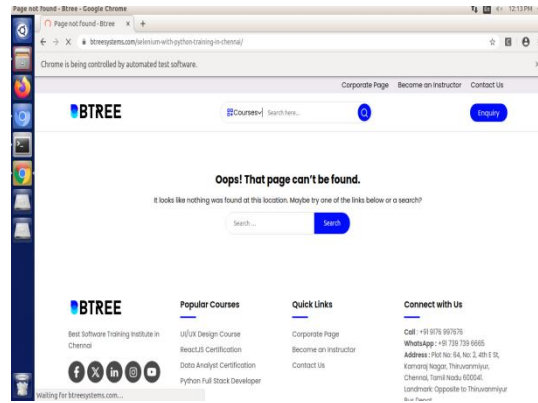 Page not found - Btree - Google Chrome
12:13 PM
Page not found - Btree
btreesystems.com/selenium-with-python-training-in-chennai/
Chrome is being controlled by automated test software.
Corporate Page Become an Instructor Contact Us
BTREE
Courses
Search here...
Enquiry
Oops! That page can't be found.
It looks like nothing was found at this location. Maybe try one of the links below or a search?
Search ...
Search
BTREE
Best Software Training Institute in
Chennai
Popular Courses
UI/UX Design Course
ReactJS Certification
Data Analyst Certification
Python Full Stack Developer
Quick Links
Corporate Page
Become an Instructor
Contact Us
Connect with Us
Call : +91 9176 997676
WhatsApp : +91 739 739 6665
Address : Plot No: 64, No: 2, 4th E St,
Kamaraj Nagar, Thiruvanmiyur,
Chennai, Tamil Nadu 600041.
Landmark: Opposite to Thiruvanmiyur
Bus Depot
Waiting for btreesystems.com...